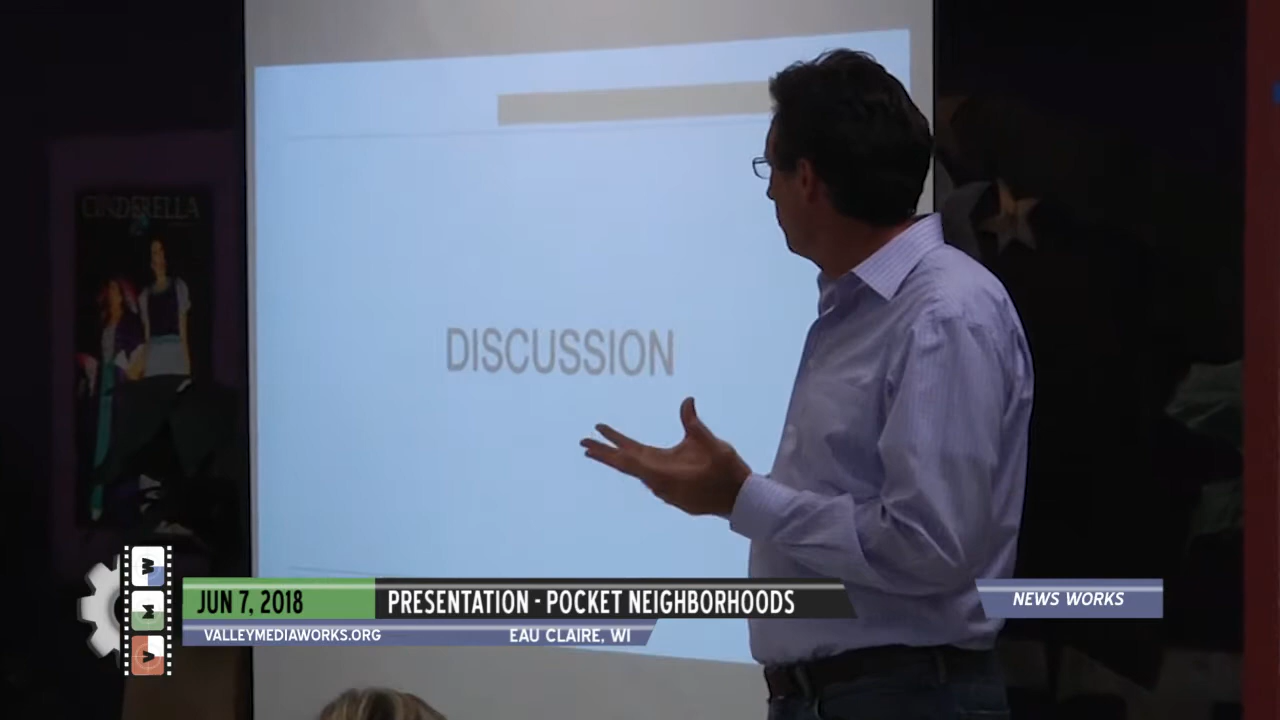 CINDERELLA
DISCUSSION
W
M
V
JUN 7, 2018
PRESENTATION - POCKET NEIGHBORHOODS
NEWS WORKS
VALLEYMEDIAWORKS.ORG
EAU CLAIRE, WI